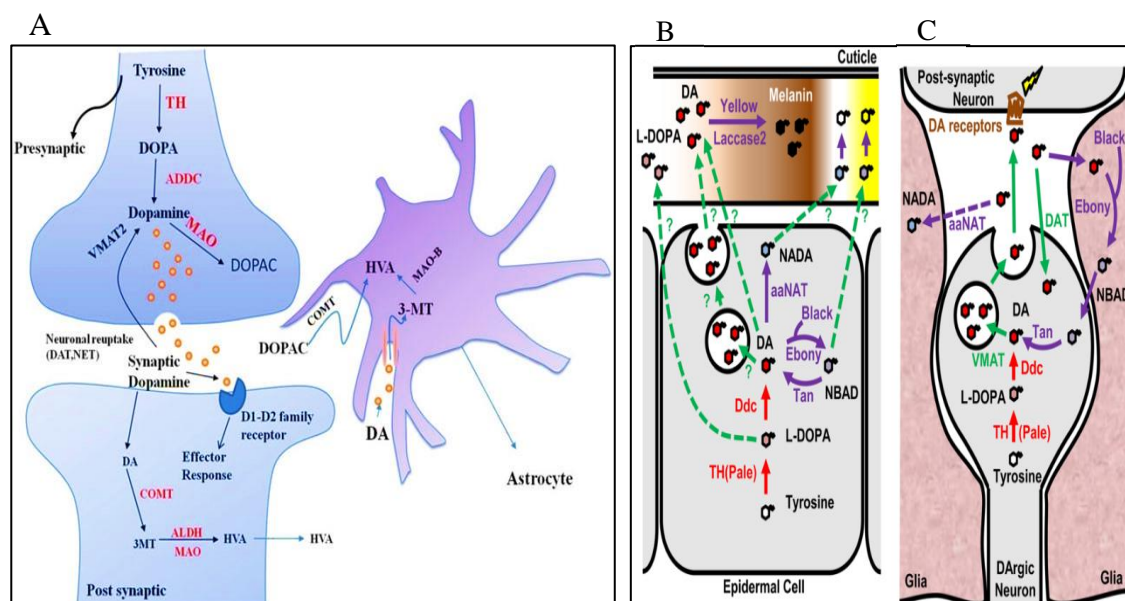 A
Tyrosine
TH
Presynaptic
DOPA
ADDC
Dopamine
VMAT2
MAO
DOPAC
Neuronal reuptake
(DAT,NET)
Synaptic
Dopamine
D1-D2 family
receptor
Effector
Response
DA
COMT
3MT
ALDH
MAO
HVA
HVA
Post synaptic
HVA
MAO-B
COMT
3-MT
DOPAC
DA
Astrocyte
B
Cuticle
DA
Yellow
Melanin
L-DOPA
Laccase2
?
?
?
?
?
NADA
?
aaNAT
Black
DA
Ebony
?
Tan
NBAD
Ddc
L-DOPA
TH(Pale)
Tyrosine
Epidermal Cell
C
Post-synaptic
Neuron
DA receptors
Black
NADA
aaNAT
DAT
Ebony
NBAD
DA
Tan
VMAT
Ddc
L-DOPA
TH (Pale)
Tyrosine
Glia
DArgic
Neuron
Glia